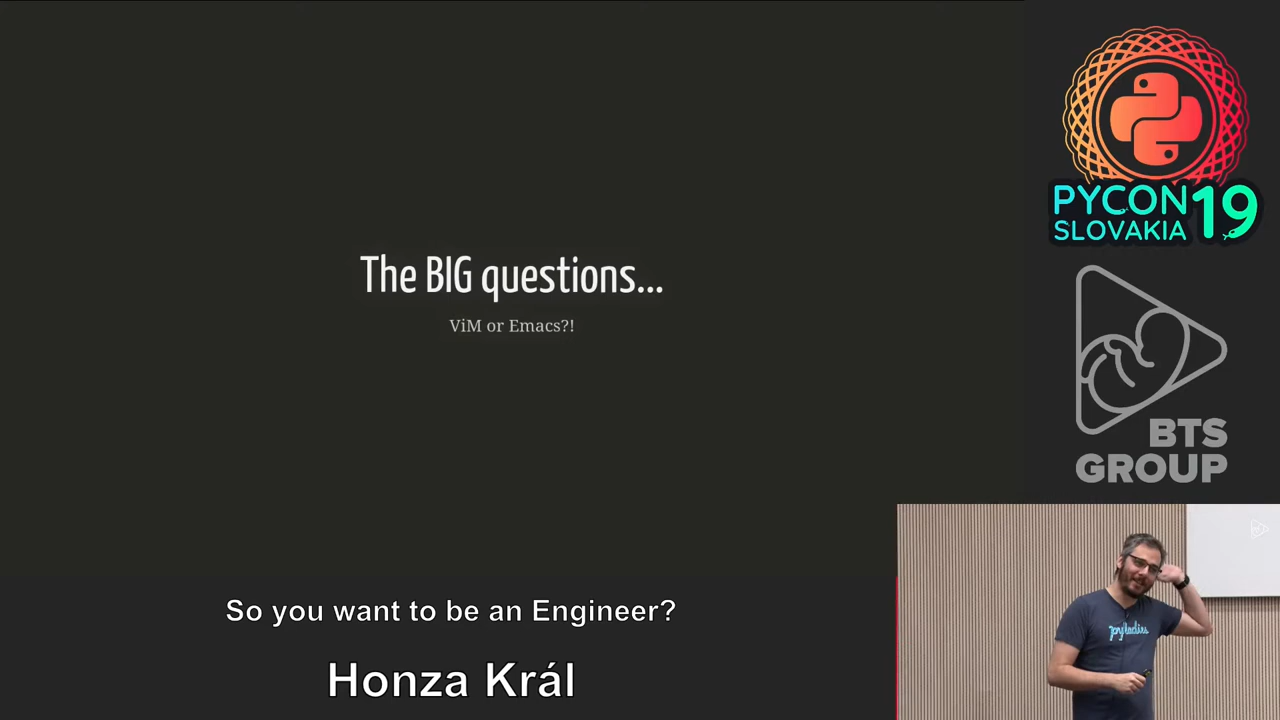 The BIG questions...
ViM or Emacs?!
PYCON 19
SLOVAKIA
BTS
GROUP
pyladies
So you want to be an Engineer?
Honza Král